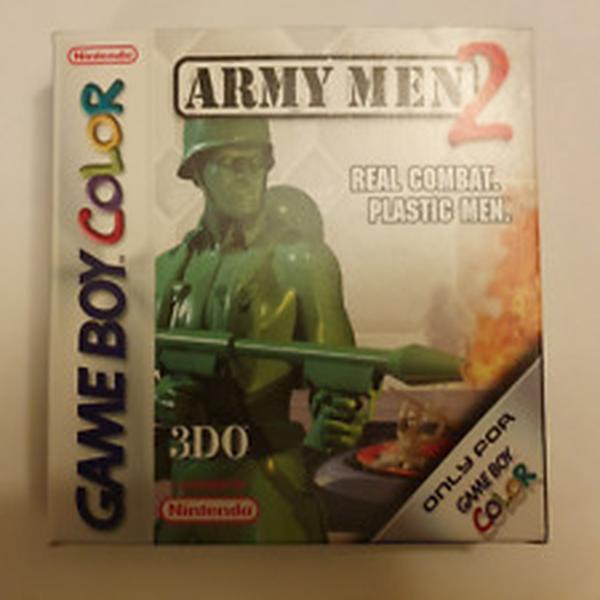 Nintendo
GAME BOY COLOR
ARMY MEN 2
REAL COMBAT.
PLASTIC MEN.
3DO
Nintendo
ONLY FOR
GAME BOY
COLOR